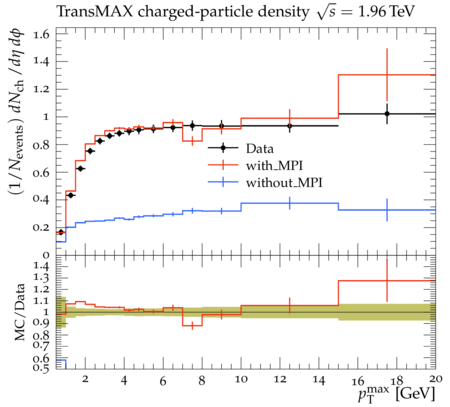 TransMAX charged-particle density √s = 1.96 TeV
(1/N_events) dN_ch/dη dϕ
1.4
1.2
1
0.8
0.6
0.4
0.2
0
Data
with_MPI
without_MPI
MC/Data
1.4
1.3
1.2
1.1
1
0.9
0.8
0.7
0.6
0.5
2 4 6 8 10 12 14 16 18 20
p_T^max [GeV]